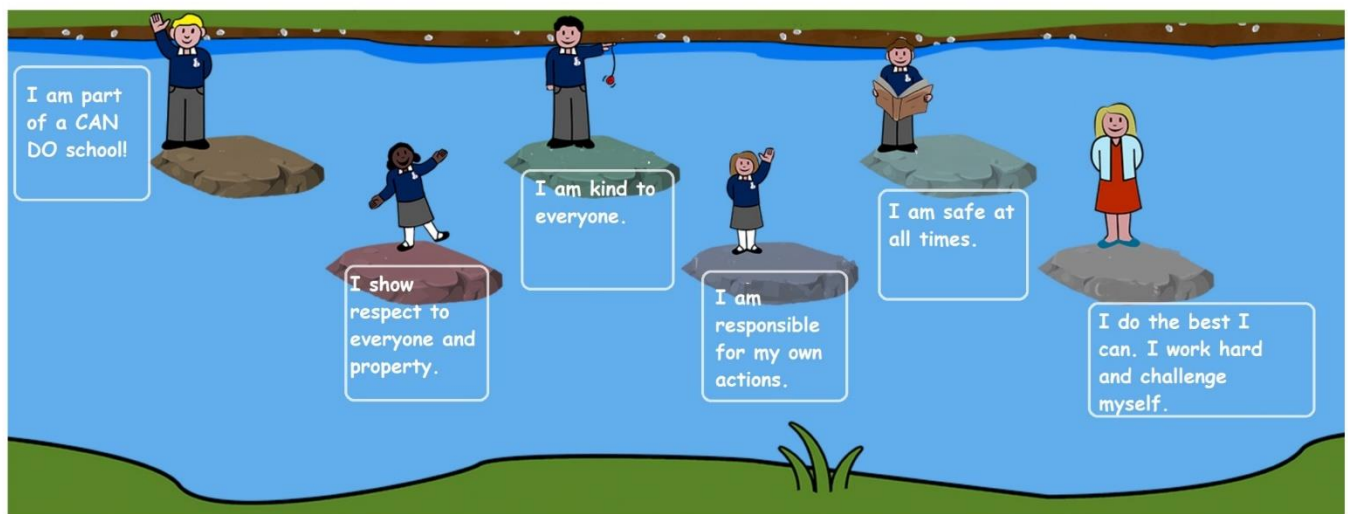 I am part
of a CAN
DO school!
I show
respect to
everyone and
property.
I am kind to
everyone.
I am
responsible
for my own
actions.
I am safe at
all times.
I do the best I
can. I work hard
and challenge
myself.